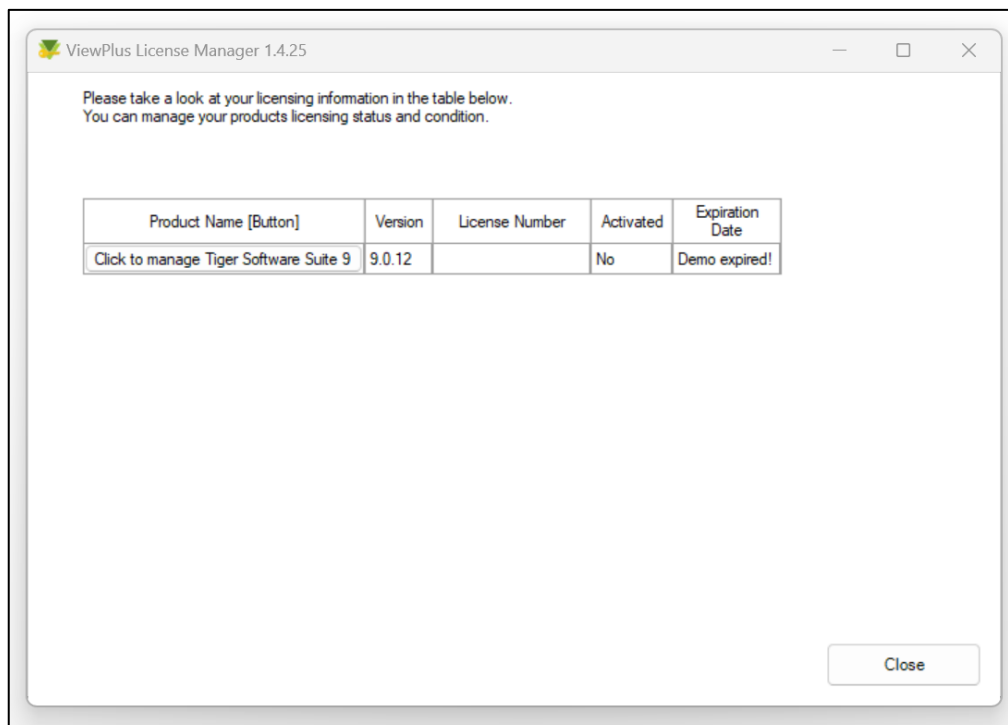 ViewPlus License Manager 1.4.25
Please take a look at your licensing information in the table below.
You can manage your products licensing status and condition.
Product Name [Button] Version License Number Activated Expiration Date
Click to manage Tiger Software Suite 9 9.0.12 No Demo expired!
Close